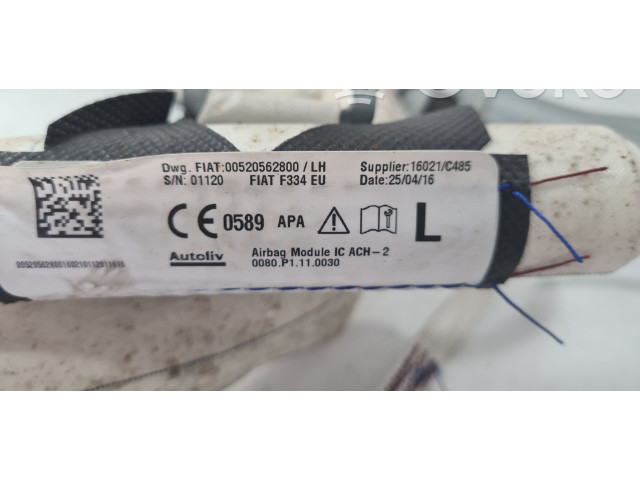 OVOKO
Dwg. FIAT:00520562800 / LH Supplier:16021/C485
S/N: 01120 FIAT F334 EU Date:25/04/16
CE 0589 APA L
Autoliv Airbag Module IC ACH-2
0080.P1.11.0030